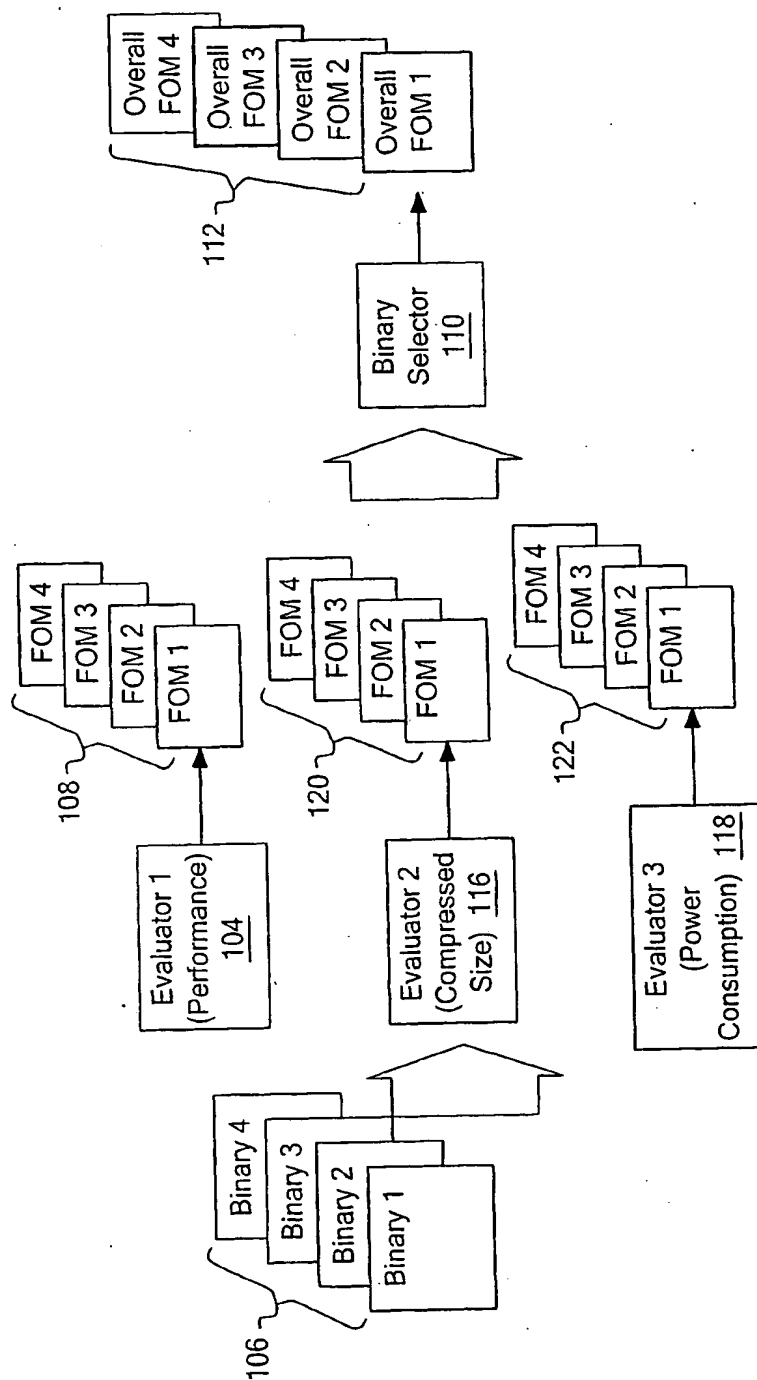 106
Binary 4
Binary 3
Binary 2
Binary 1
Evaluator 1
(Performance)
104
108
FOM 4
FOM 3
FOM 2
FOM 1
Evaluator 2
(Compressed
Size) 116
120
FOM 4
FOM 3
FOM 2
FOM 1
Evaluator 3
(Power
Consumption) 118
122
FOM 4
FOM 3
FOM 2
FOM 1
Binary
Selector
110
112
Overall
FOM 4
Overall
FOM 3
Overall
FOM 2
Overall
FOM 1